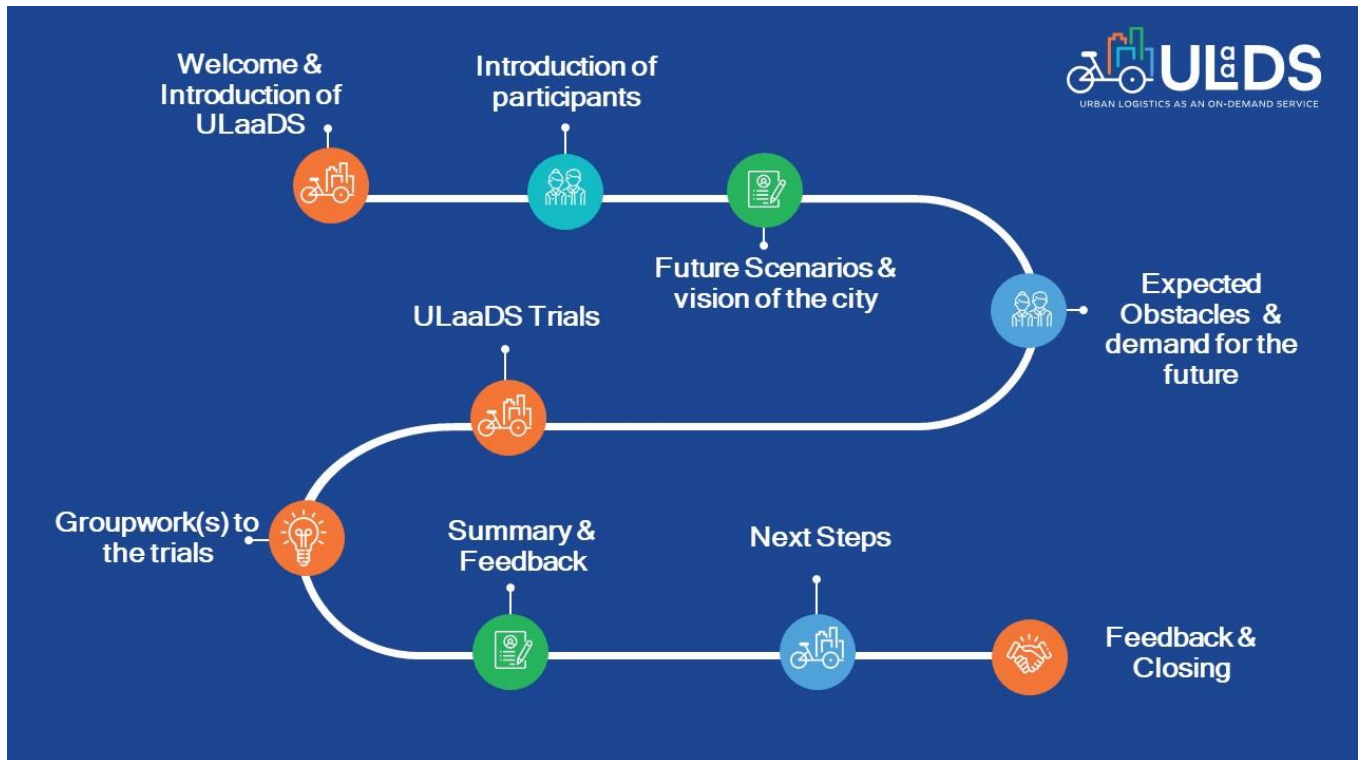 Welcome &
Introduction of
ULaaDS
Introduction of
participants
ULaaDS
URBAN LOGISTICS AS AN ON-DEMAND SERVICE
Future Scenarios &
vision of the city
Expected
Obstacles &
demand for the
future
ULaaDS Trials
Groupwork(s) to
the trials
Summary &
Feedback
Next Steps
Feedback &
Closing